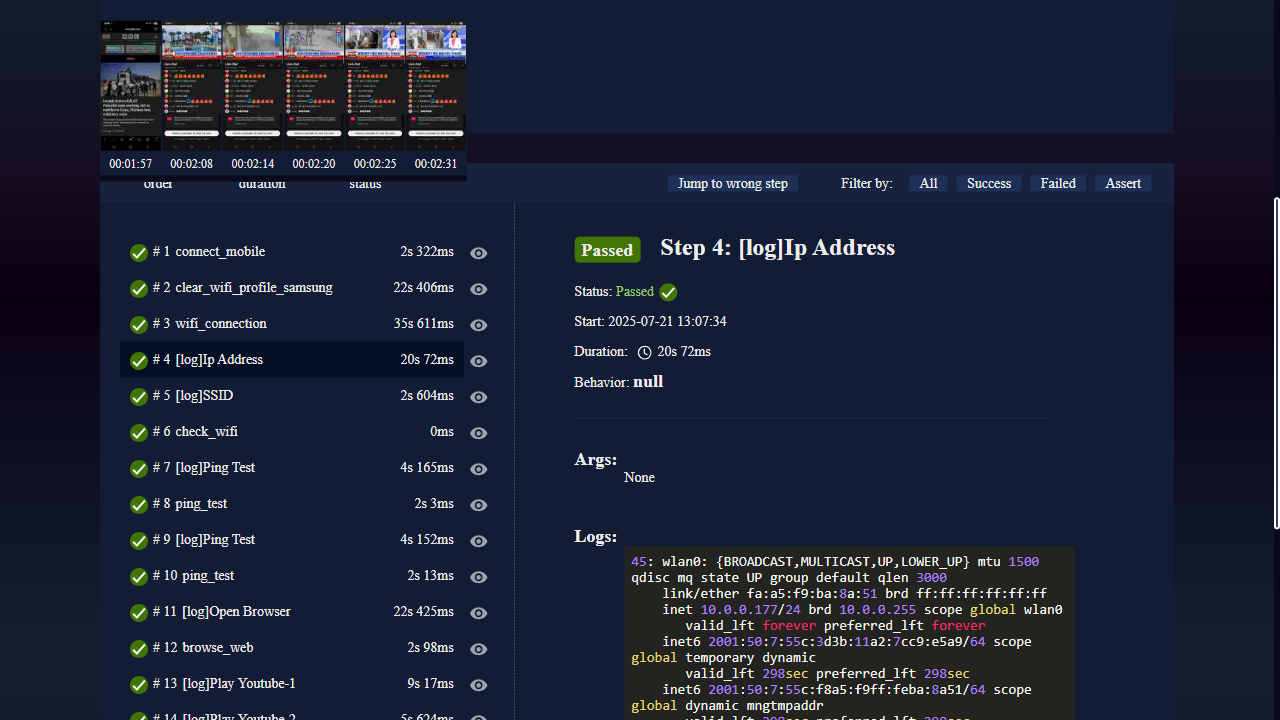 00:01:57 00:02:08 00:02:14 00:02:20 00:02:25 00:02:31
order duration status Jump to wrong step Filter by: All Success Failed Assert
# 1 connect_mobile 2s 322ms
# 2 clear_wifi_profile_samsung 22s 406ms
# 3 wifi_connection 35s 611ms
# 4 [log]Ip Address 20s 72ms
# 5 [log]SSID 2s 604ms
# 6 check_wifi 0ms
# 7 [log]Ping Test 4s 165ms
# 8 ping_test 2s 3ms
# 9 [log]Ping Test 4s 152ms
# 10 ping_test 2s 13ms
# 11 [log]Open Browser 22s 425ms
# 12 browse_web 2s 98ms
# 13 [log]Play Youtube-1 9s 17ms
# 14 [log]Play Youtube-2 5s 624ms
Passed Step 4: [log]Ip Address
Status: Passed
Start: 2025-07-21 13:07:34
Duration: 20s 72ms
Behavior: null
Args:
None
Logs:
45: wlan0: {BROADCAST,MULTICAST,UP,LOWER_UP} mtu 1500
qdisc mq state UP group default qlen 3000
link/ether fa:a5:f9:ba:8a:51 brd ff:ff:ff:ff:ff:ff
inet 10.0.0.177/24 brd 10.0.0.255 scope global wlan0
valid_lft forever preferred_lft forever
inet6 2001:50:7:55c:3d3b:11a2:7cc9:e5a9/64 scope
global temporary dynamic
valid_lft 298sec preferred_lft 298sec
inet6 2001:50:7:55c:f8a5:f9ff:feba:8a51/64 scope
global dynamic mngtmpaddr
valid_lft 298sec preferred_lft 298sec